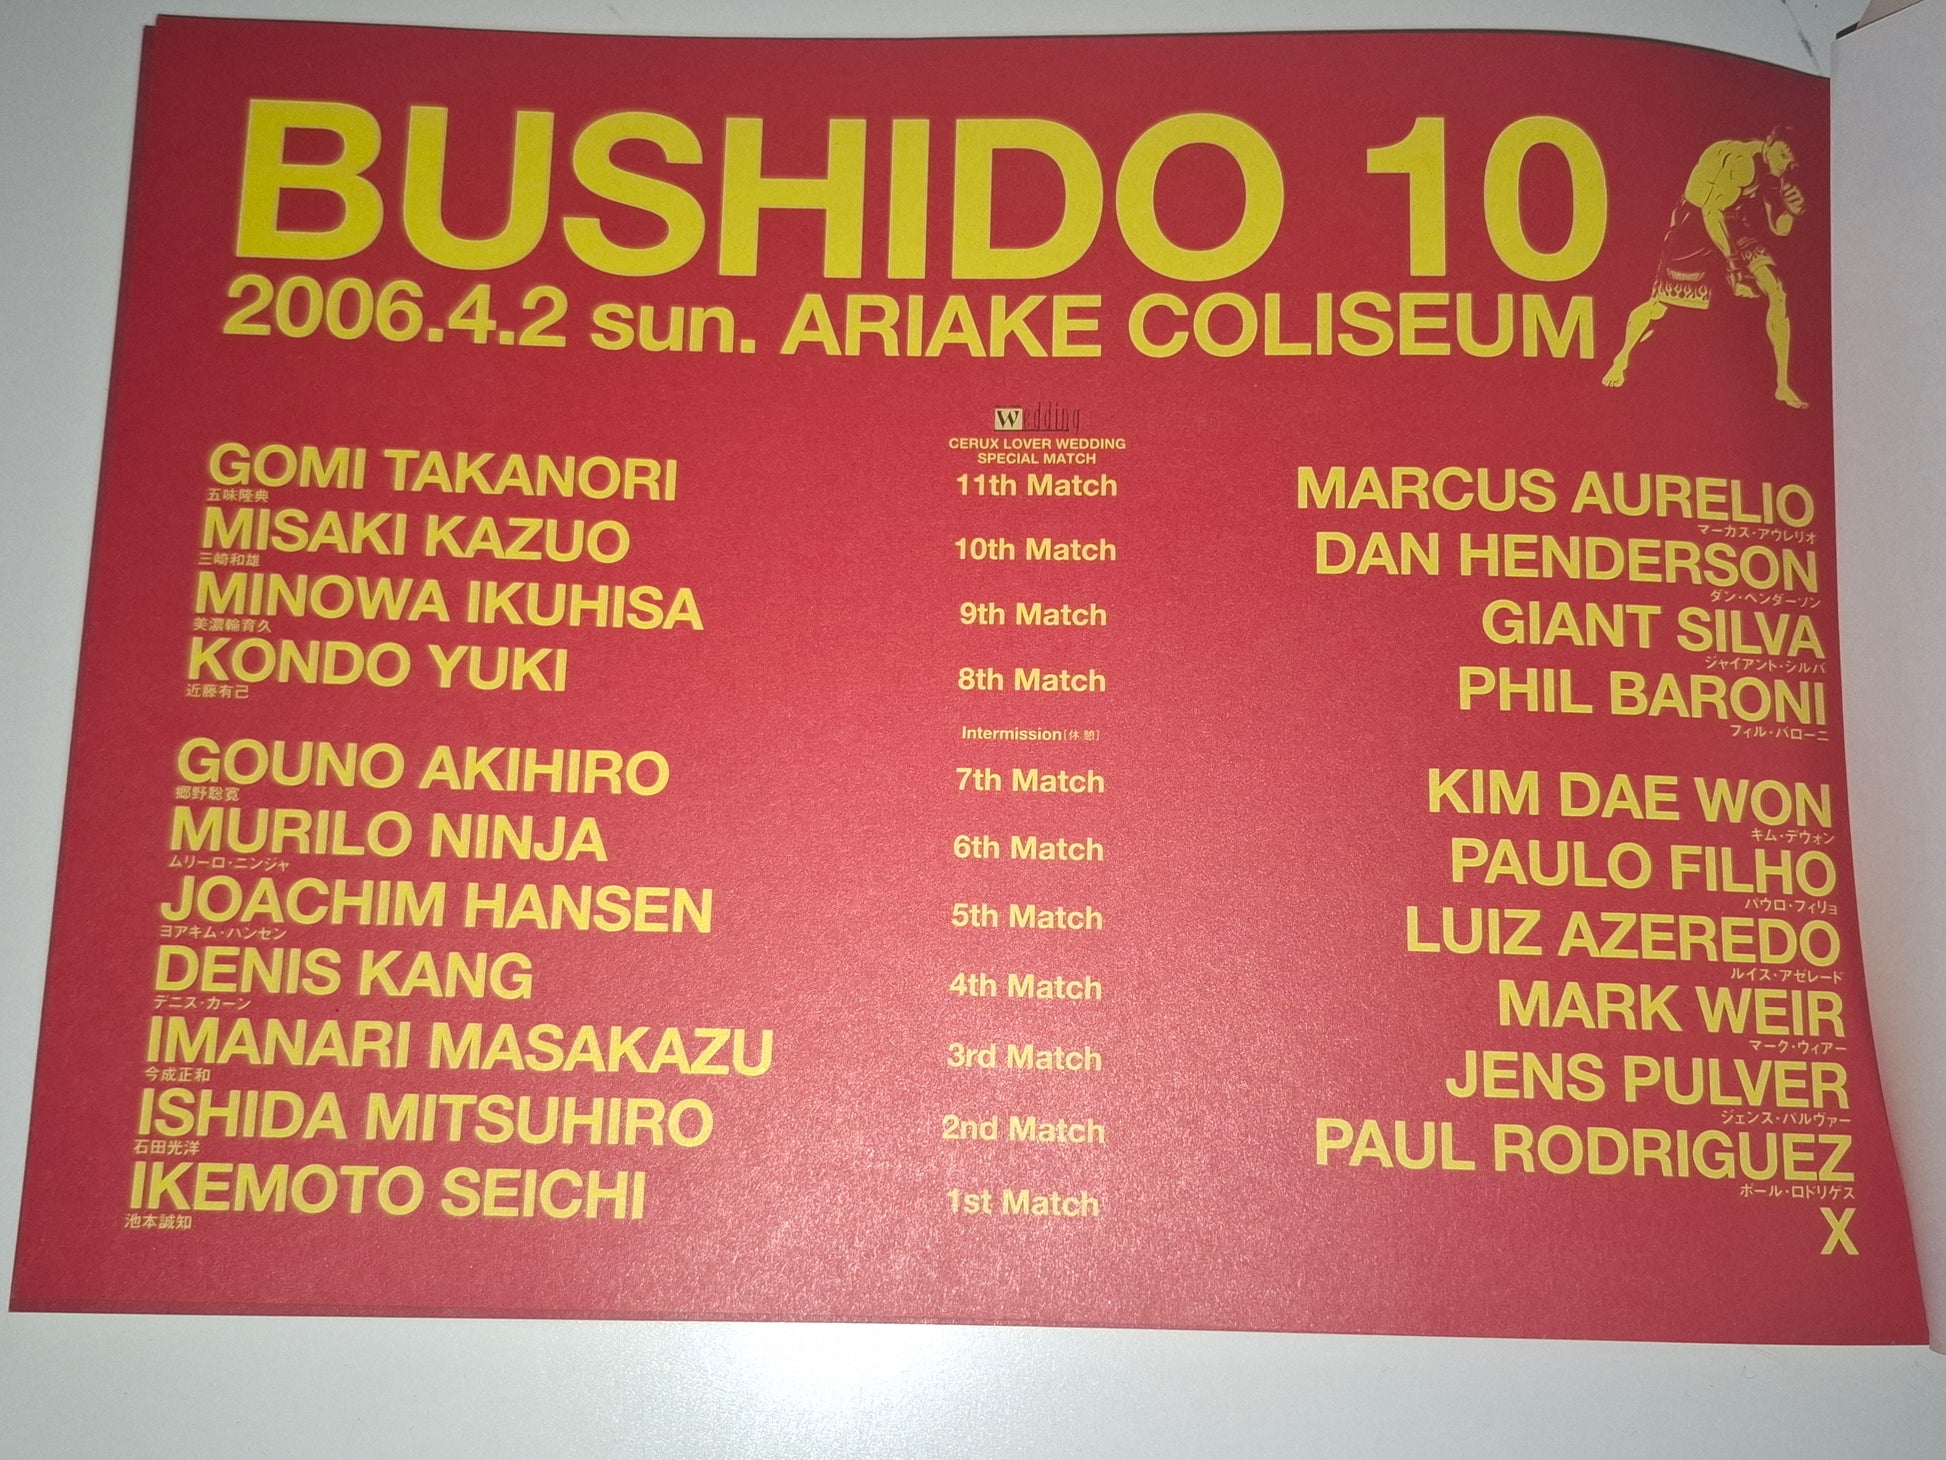 BUSHIDO 10
2006.4.2 sun. ARIAKE COLISEUM
Wedding
CERUX LOVER WEDDING
SPECIAL MATCH
GOMI TAKANORI 11th Match MARCUS AURELIO
五味隆典 マーカス・アウレリオ
MISAKI KAZUO 10th Match DAN HENDERSON
三崎和雄 ダン・ヘンダーソン
MINOWA IKUHISA 9th Match GIANT SILVA
美濃輪育久 ジャイアント・シルバ
KONDO YUKI 8th Match PHIL BARONI
近藤有己 フィル・バローニ
Intermission[休憩]
GOUNO AKIHIRO 7th Match KIM DAE WON
郷野聡寛 キム・デウォン
MURILO NINJA 6th Match PAULO FILHO
ムリーロ・ニンジャ パウロ・フィリョ
JOACHIM HANSEN 5th Match LUIZ AZEREDO
ヨアキム・ハンセン ルイス・アゼレード
DENIS KANG 4th Match MARK WEIR
デニス・カーン マーク・ウィアー
IMANARI MASAKAZU 3rd Match JENS PULVER
今成正和 ジェンス・パルヴァー
ISHIDA MITSUHIRO 2nd Match PAUL RODRIGUEZ
石田光洋 ポール・ロドリゲス
IKEMOTO SEICHI 1st Match X
池本誠知